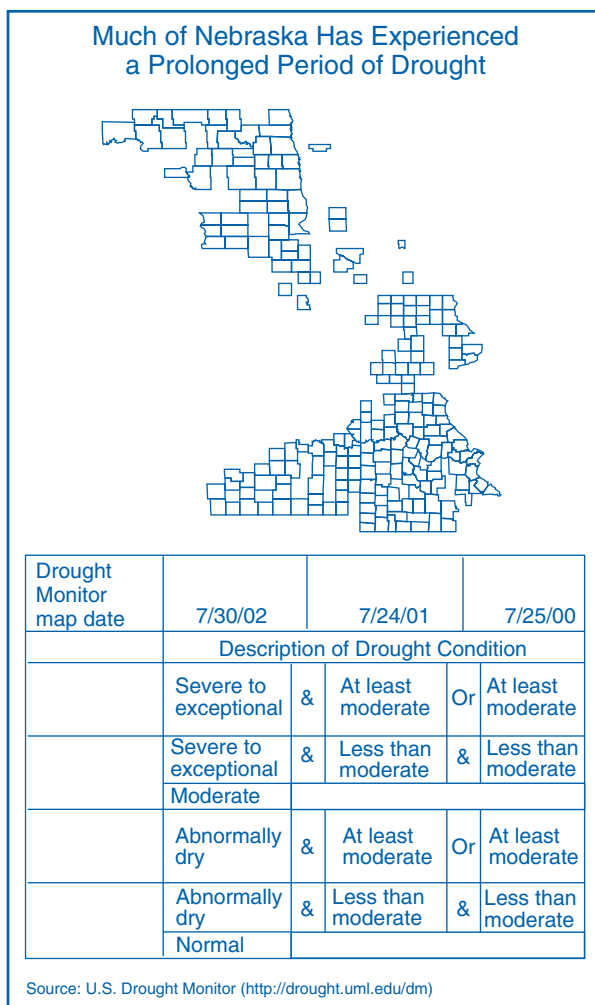 Much of Nebraska Has Experienced
a Prolonged Period of Drought
Drought
Monitor
map date 7/30/02 7/24/01 7/25/00
Description of Drought Condition
Severe to
exceptional & At least
moderate Or At least
moderate
Severe to
exceptional & Less than
moderate & Less than
moderate
Moderate
Abnormally
dry & At least
moderate Or At least
moderate
Abnormally
dry & Less than
moderate & Less than
moderate
Normal
Source: U.S. Drought Monitor (http://drought.uml.edu/dm)